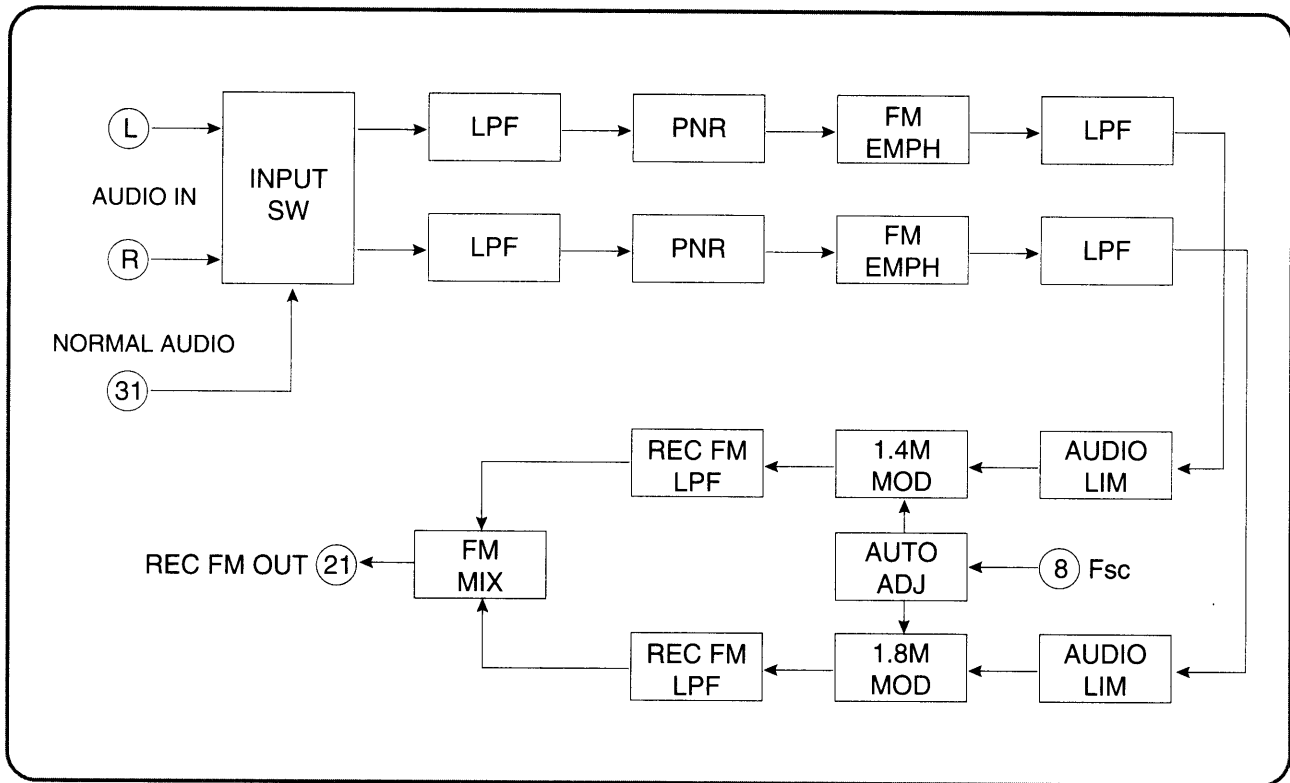 L
AUDIO IN
R
NORMAL AUDIO
31
INPUT
SW
LPF
PNR
FM
EMPH
LPF
LPF
PNR
FM
EMPH
LPF
REC FM
LPF
1.4M
MOD
AUDIO
LIM
REC FM OUT
21
FM
MIX
AUTO
ADJ
8
Fsc
REC FM
LPF
1.8M
MOD
AUDIO
LIM